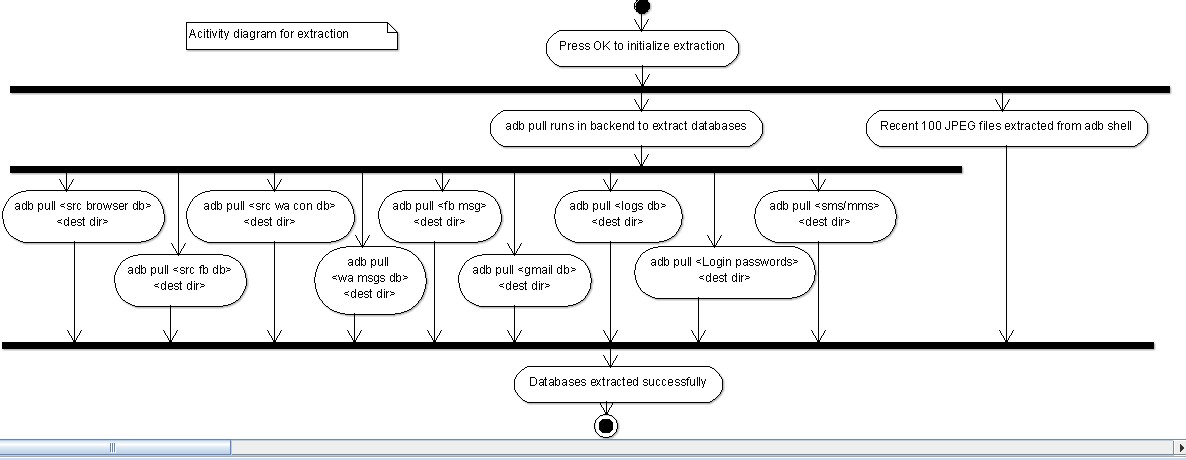 Acitivity diagram for extraction
Press OK to initialize extraction
adb pull runs in backend to extract databases
Recent 100 JPEG files extracted from adb shell
adb pull <src browser db>
<dest dir>
adb pull <src wa con db>
<dest dir>
adb pull <fb msg>
<dest dir>
adb pull <logs db>
<dest dir>
adb pull <sms/mms>
<dest dir>
adb pull <src fb db>
<dest dir>
adb pull
<wa msgs db>
<dest dir>
adb pull <gmail db>
<dest dir>
adb pull <Login passwords>
<dest dir>
Databases extracted successfully